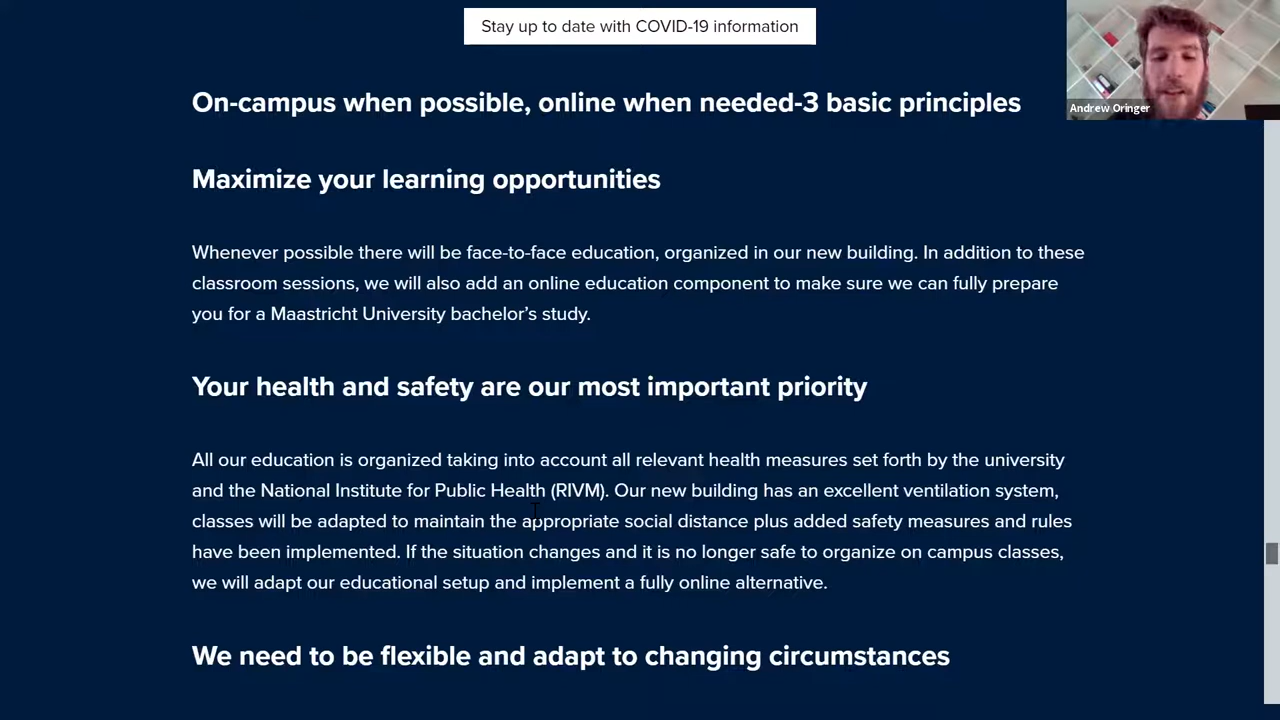 Stay up to date with COVID-19 information
Andrew Oringer
On-campus when possible, online when needed-3 basic principles
Maximize your learning opportunities
Whenever possible there will be face-to-face education, organized in our new building. In addition to these
classroom sessions, we will also add an online education component to make sure we can fully prepare
you for a Maastricht University bachelor’s study.
Your health and safety are our most important priority
All our education is organized taking into account all relevant health measures set forth by the university
and the National Institute for Public Health (RIVM). Our new building has an excellent ventilation system,
classes will be adapted to maintain the appropriate social distance plus added safety measures and rules
have been implemented. If the situation changes and it is no longer safe to organize on campus classes,
we will adapt our educational setup and implement a fully online alternative.
We need to be flexible and adapt to changing circumstances